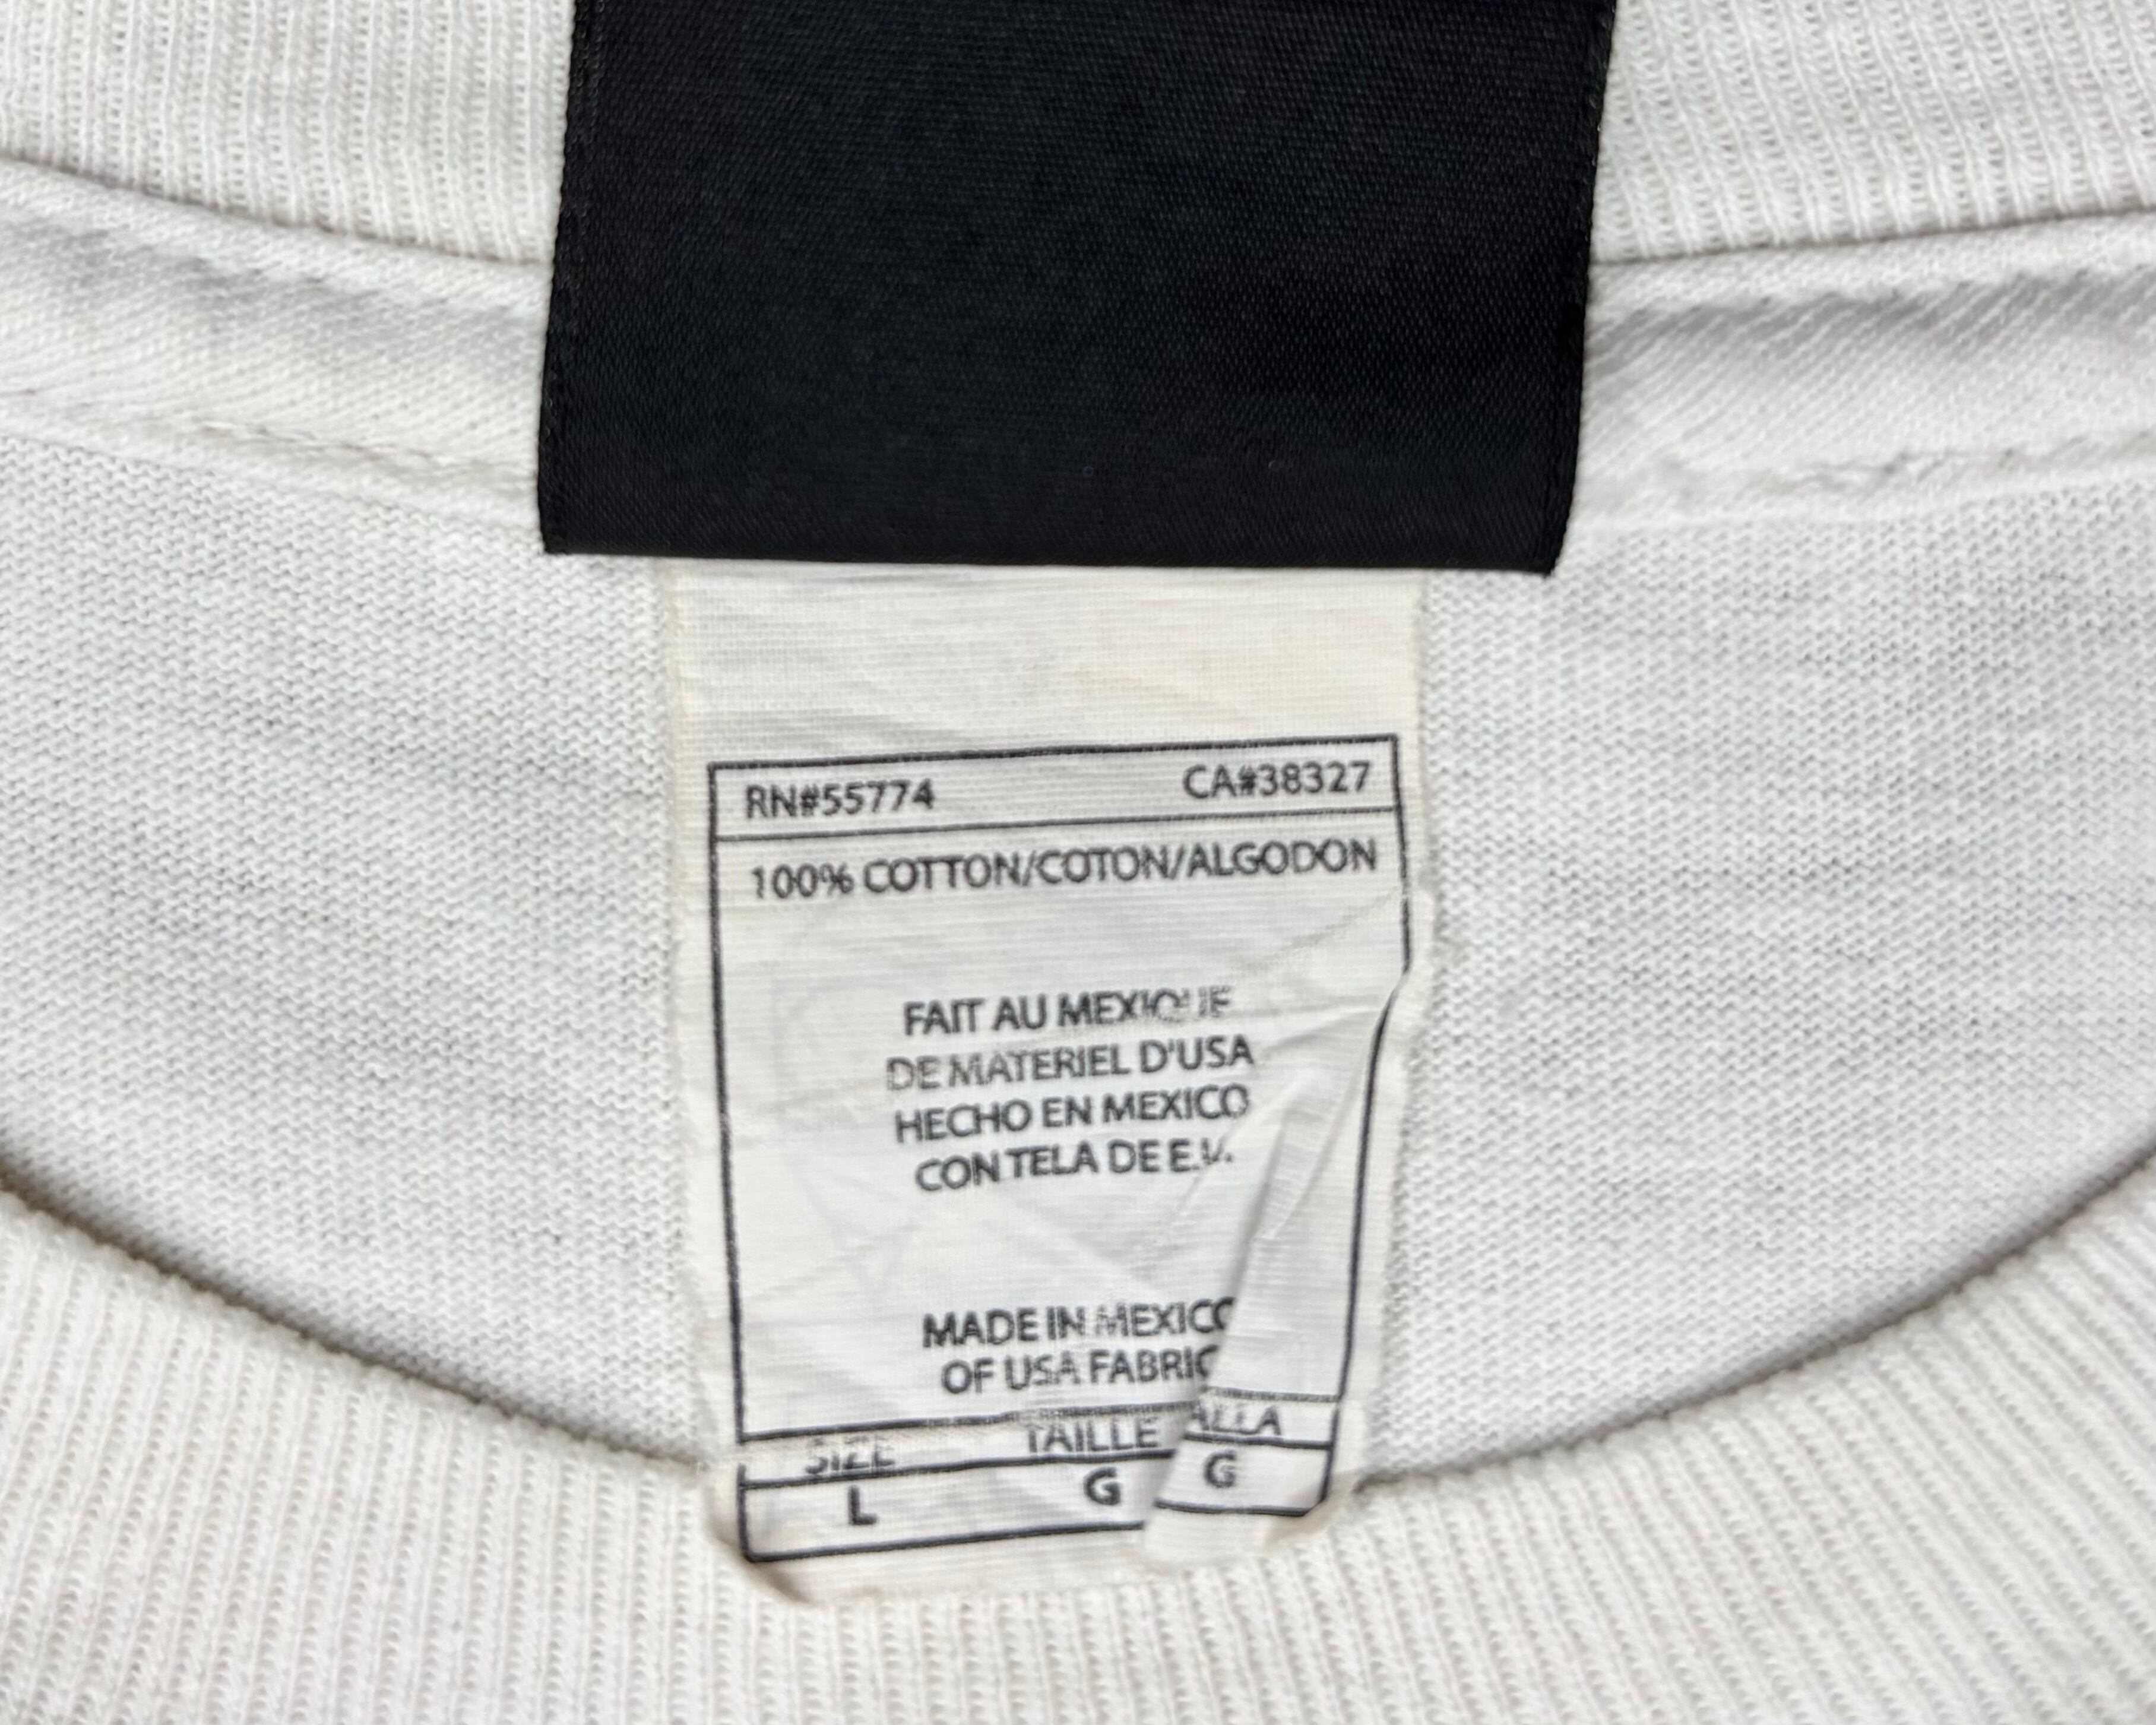 RN#55774 CA#38327
100% COTTON/COTON/ALGODON
FAIT AU MEXIQUE
DE MATERIEL D'USA
HECHO EN MEXICO
CON TELA DE E.U.
MADE IN MEXICO
OF USA FABRIC
SIZE TAILLE TALLA
L G G